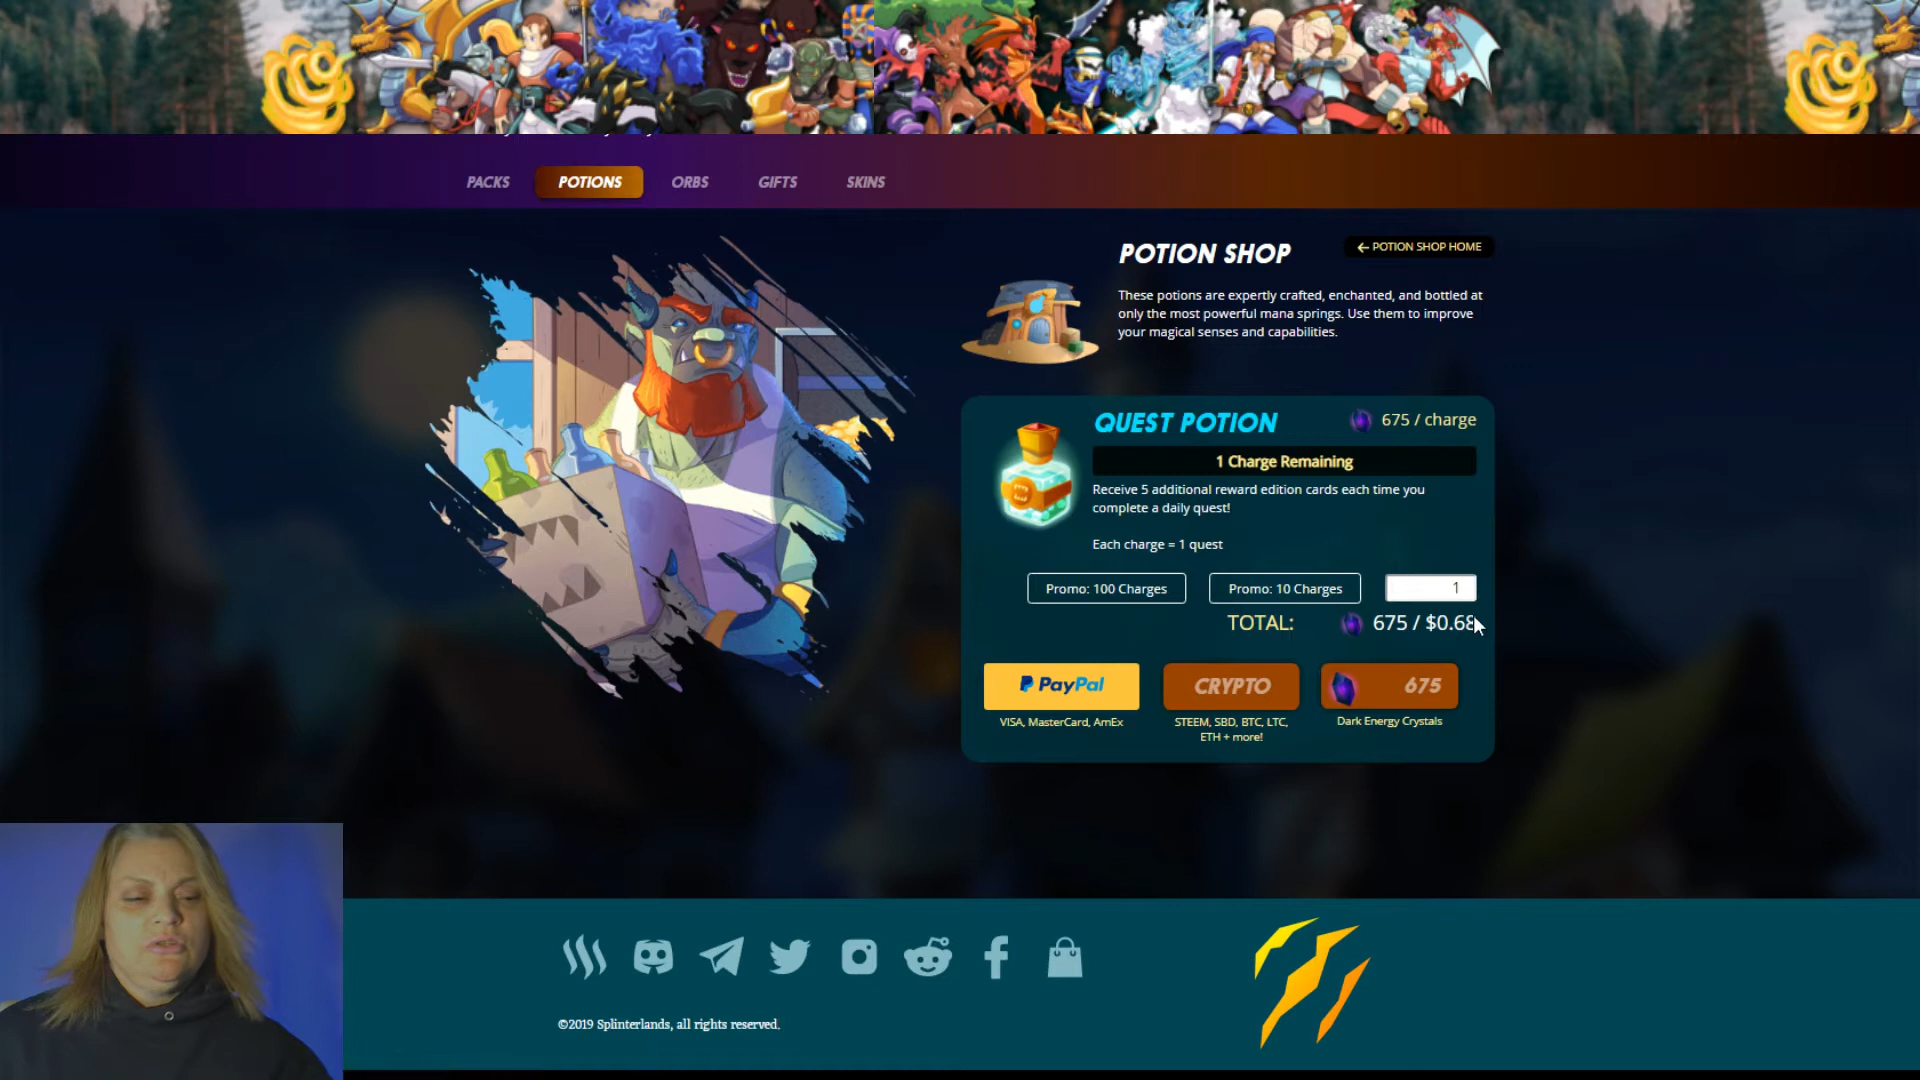 PACKS
POTIONS
ORBS
GIFTS
SKINS
POTION SHOP
← POTION SHOP HOME
These potions are expertly crafted, enchanted, and bottled at
only the most powerful mana springs. Use them to improve
your magical senses and capabilities.
QUEST POTION
675 / charge
1 Charge Remaining
Receive 5 additional reward edition cards each time you
complete a daily quest!
Each charge = 1 quest
Promo: 100 Charges
Promo: 10 Charges
1
TOTAL:
675 / $0.68
PayPal
CRYPTO
675
VISA, MasterCard, AmEx
STEEM, SBD, BTC, LTC,
ETH + more!
Dark Energy Crystals
©2019 Splinterlands, all rights reserved.